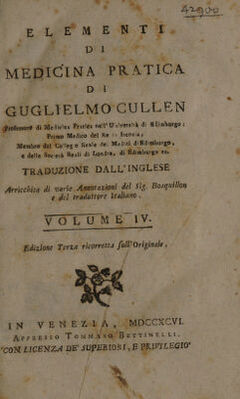 42900
ELEMENTI
DI
MEDICINA PRATICA
DI
GUGLIELMO CULLEN
Professore di Medicina Pratica nell'Università di Edimburgo;
Primo Medico del Re in Iscozia,
Membro del Collegio Reale dei Medici d'Edimburgo,
e delle Società Reali di Londra, di Edimburgo ec.
TRADUZIONE DALL'INGLESE
Arricchita di varie Annotazioni del Sig. Bosquillon
e del traduttore Italiano.
VOLUME IV.
Edizione Terza ricorretta sull'Originale.
IN VENEZIA, MDCCXCVI.
APPRESSO TOMMASO BETTINELLI.
CON LICENZA DE' SUPERIORI, E PRIVILEGIO